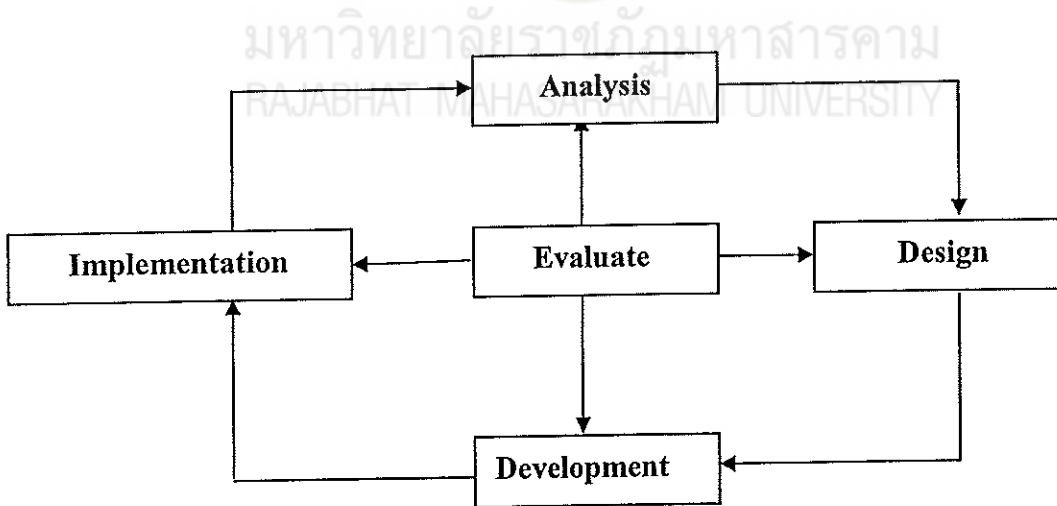 มหาวิทยาลัยราชภัฏมหาสารคาม
RAJABHAT MAHASARAKHAM UNIVERSITY
Analysis
Implementation
Evaluate
Design
Development